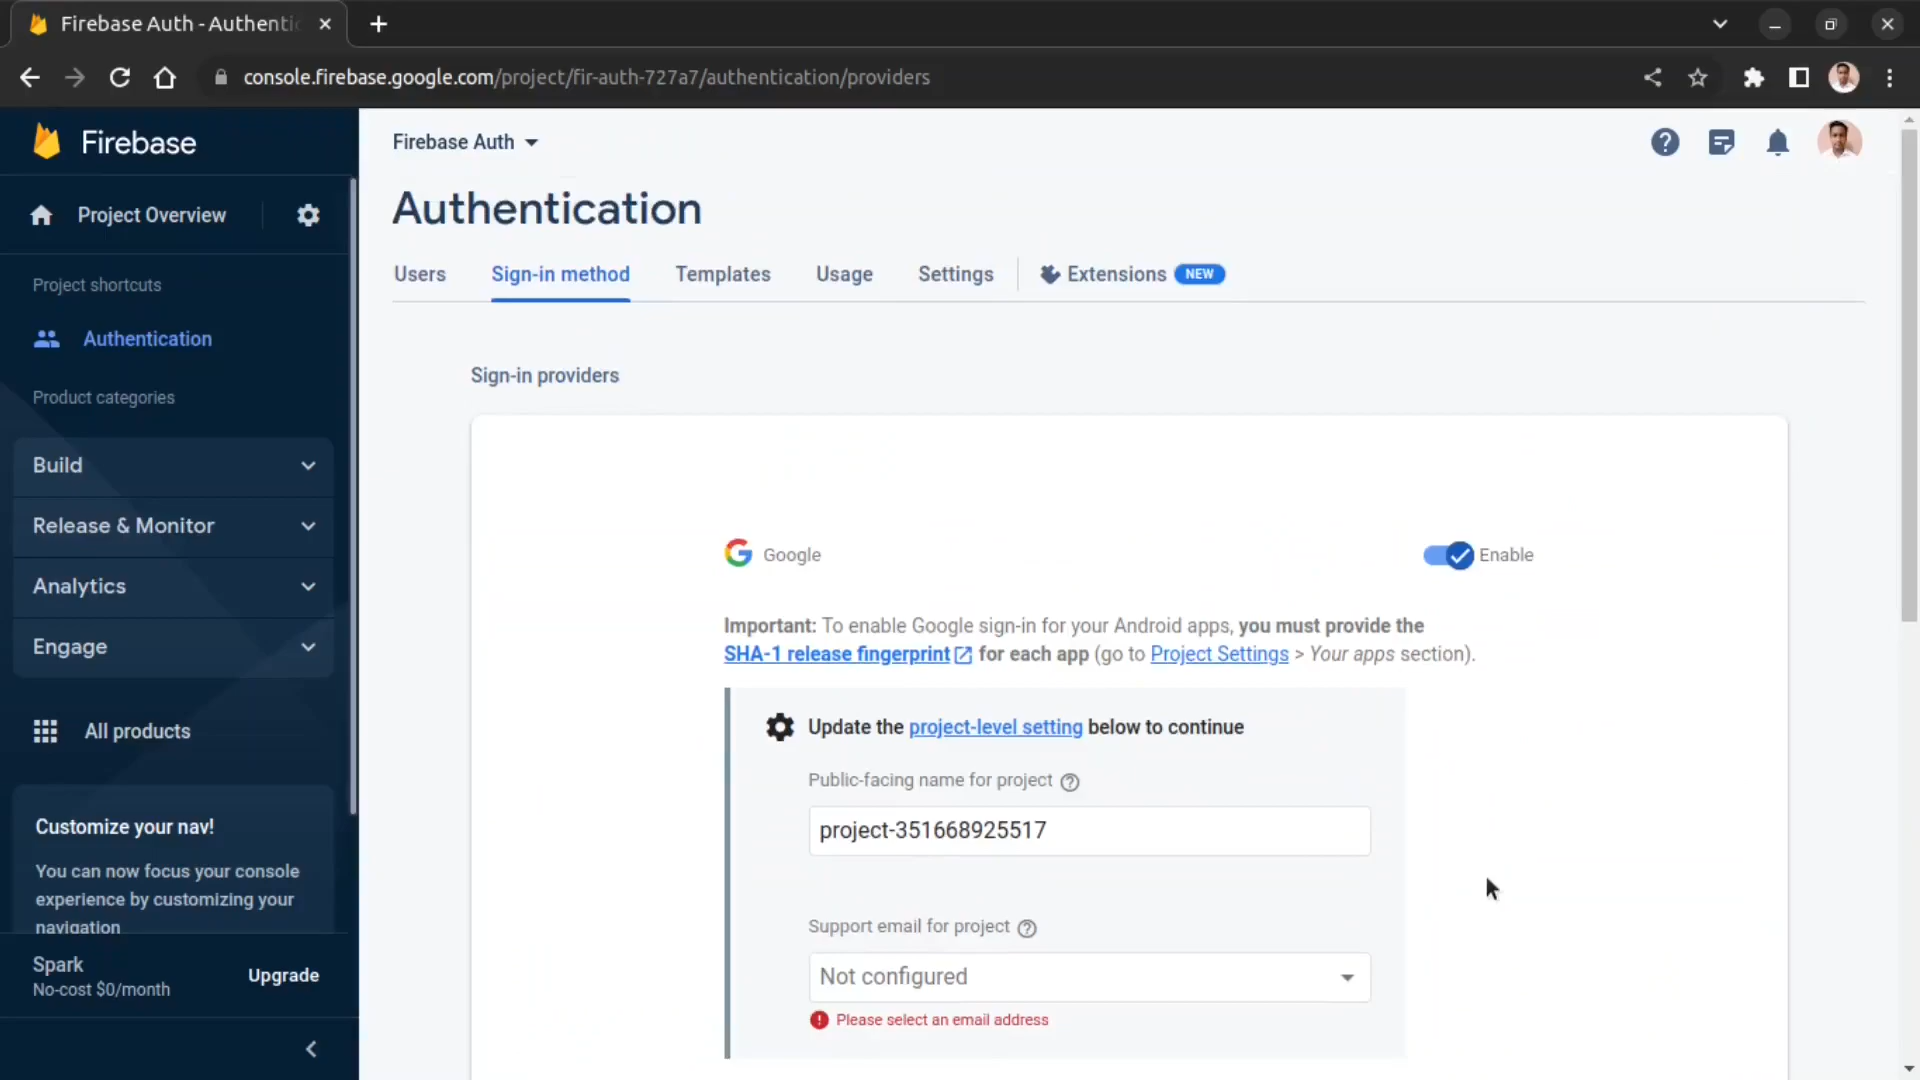 Firebase Auth - Authentic
console.firebase.google.com/project/fir-auth-727a7/authentication/providers
Firebase
Project Overview
Project shortcuts
Authentication
Product categories
Build
Release & Monitor
Analytics
Engage
All products
Customize your nav!
You can now focus your console
experience by customizing your
navigation
Spark
No-cost $0/month
Upgrade
Firebase Auth
Authentication
Users
Sign-in method
Templates
Usage
Settings
Extensions NEW
Sign-in providers
Google
Enable
Important: To enable Google sign-in for your Android apps, you must provide the
SHA-1 release fingerprint for each app (go to Project Settings > Your apps section).
Update the project-level setting below to continue
Public-facing name for project
project-351668925517
Support email for project
Not configured
Please select an email address